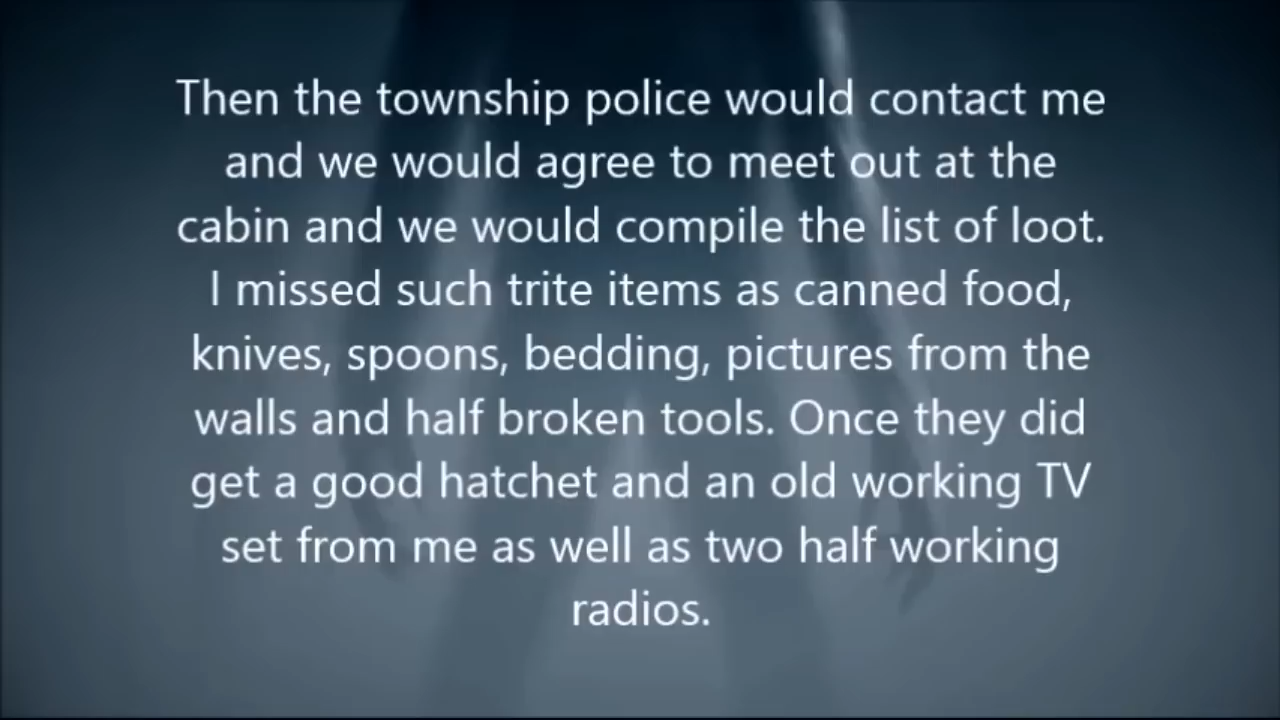 Then the township police would contact me
and we would agree to meet out at the
cabin and we would compile the list of loot.
I missed such trite items as canned food,
knives, spoons, bedding, pictures from the
walls and half broken tools. Once they did
get a good hatchet and an old working TV
set from me as well as two half working
radios.